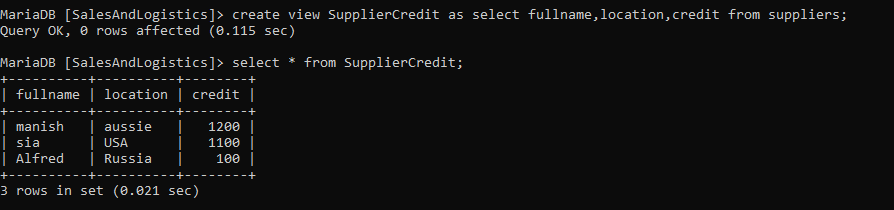 MariaDB [SalesAndLogistics]> create view SupplierCredit as select fullname,location,credit from suppliers;
Query OK, 0 rows affected (0.115 sec)
MariaDB [SalesAndLogistics]> select * from SupplierCredit;
+----------+----------+--------+
| fullname | location | credit |
+----------+----------+--------+
| manish   | aussie   |   1200 |
| sia      | USA      |   1100 |
| Alfred   | Russia   |    100 |
+----------+----------+--------+
3 rows in set (0.021 sec)